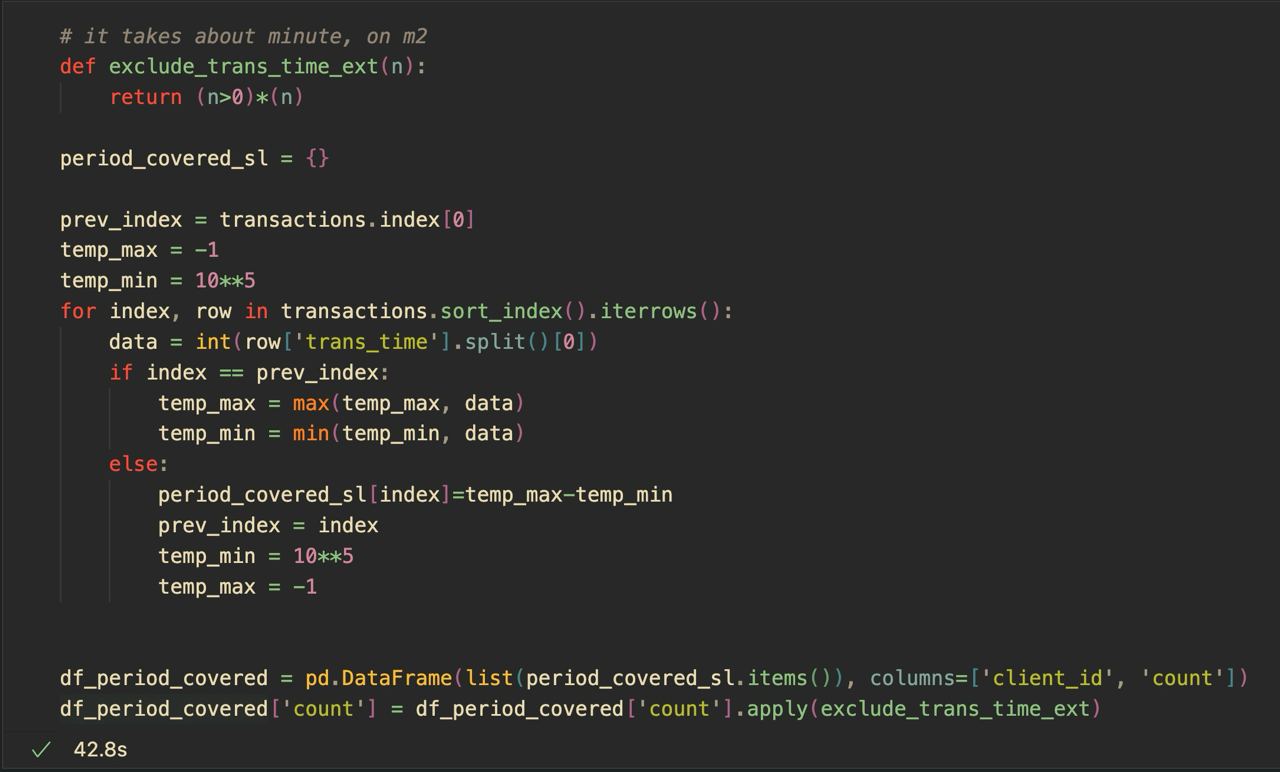 # it takes about minute, on m2
def exclude_trans_time_ext(n):
    return (n>0)*(n)

period_covered_sl = {}

prev_index = transactions.index[0]
temp_max = -1
temp_min = 10**5
for index, row in transactions.sort_index().iterrows():
    data = int(row['trans_time'].split()[0])
    if index == prev_index:
        temp_max = max(temp_max, data)
        temp_min = min(temp_min, data)
    else:
        period_covered_sl[index]=temp_max-temp_min
        prev_index = index
        temp_min = 10**5
        temp_max = -1


df_period_covered = pd.DataFrame(list(period_covered_sl.items()), columns=['client_id', 'count'])
df_period_covered['count'] = df_period_covered['count'].apply(exclude_trans_time_ext)
✓ 42.8s